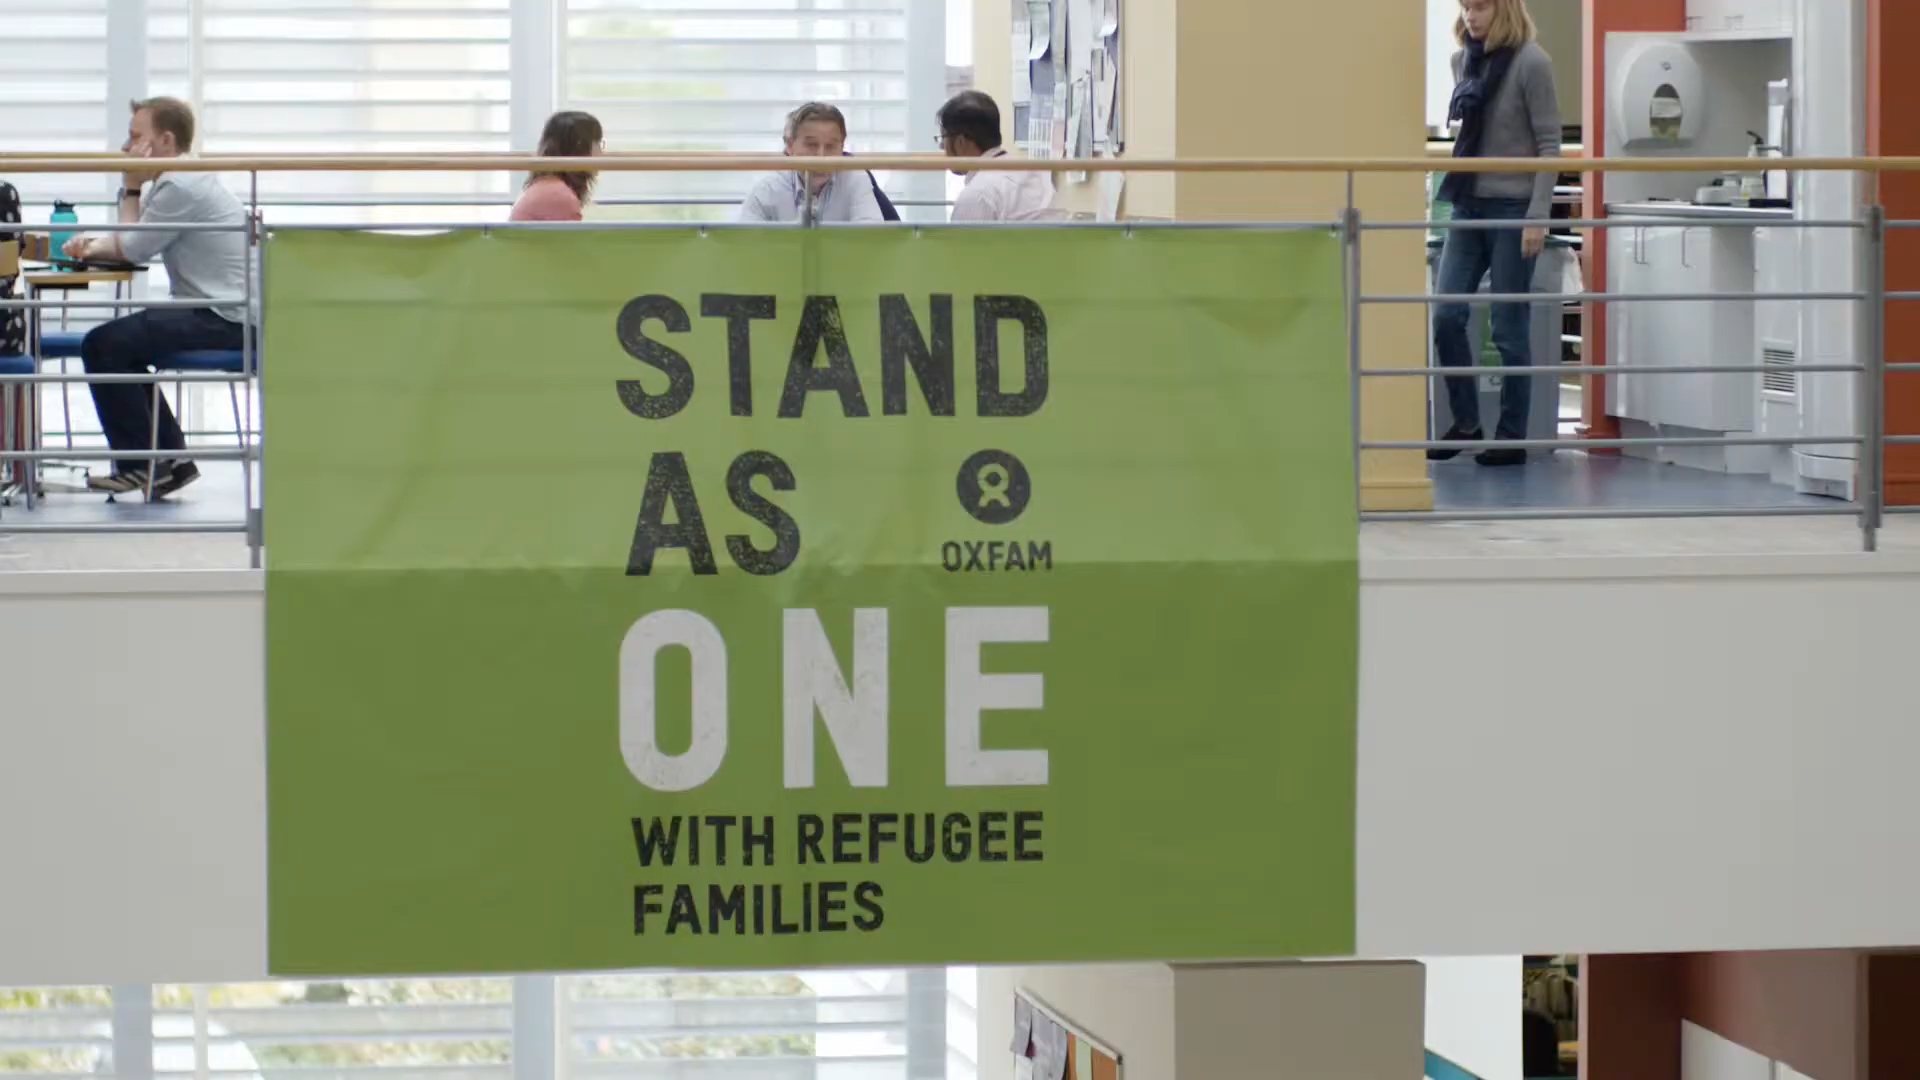 STAND
AS
OXFAM
ONE
WITH REFUGEE
FAMILIES